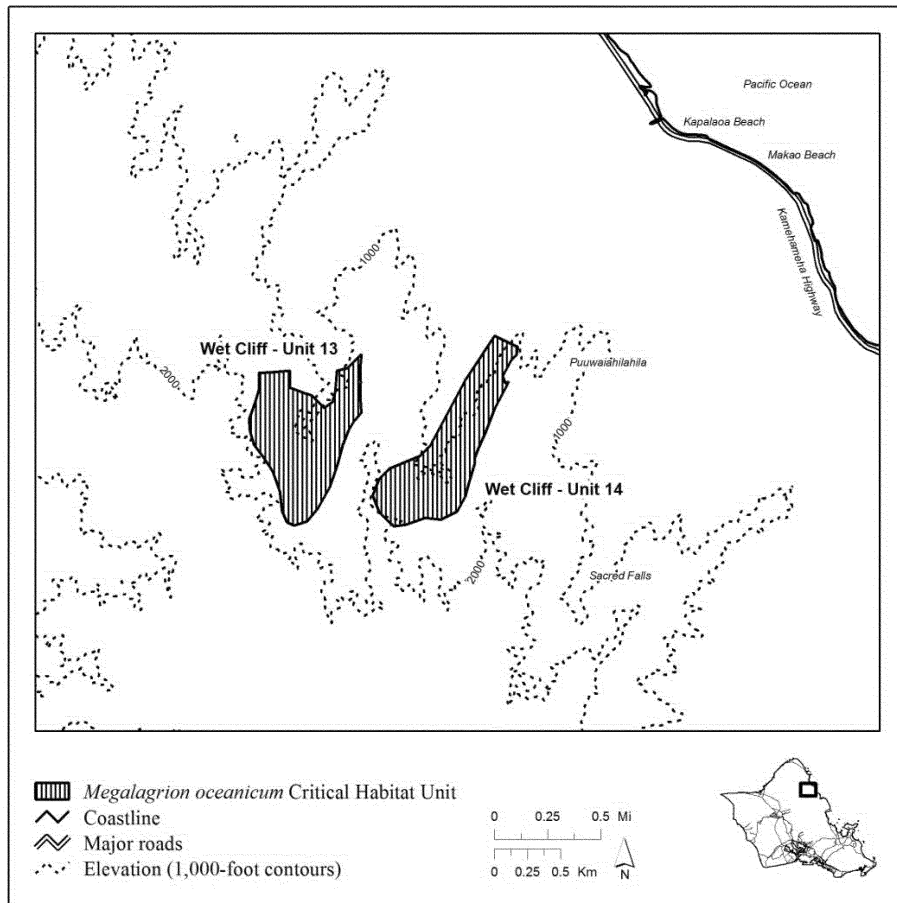 Pacific Ocean
Kapalaoa Beach
Makao Beach
Kamehameha Highway
1000
Wet Cliff - Unit 13
2000
Puuwaiahilahila
1000
Wet Cliff - Unit 14
2000
Sacred Falls
Megalagrion oceanicum Critical Habitat Unit
Coastline
Major roads
Elevation (1,000-foot contours)
0 0.25 0.5 Mi
0 0.25 0.5 Km
N